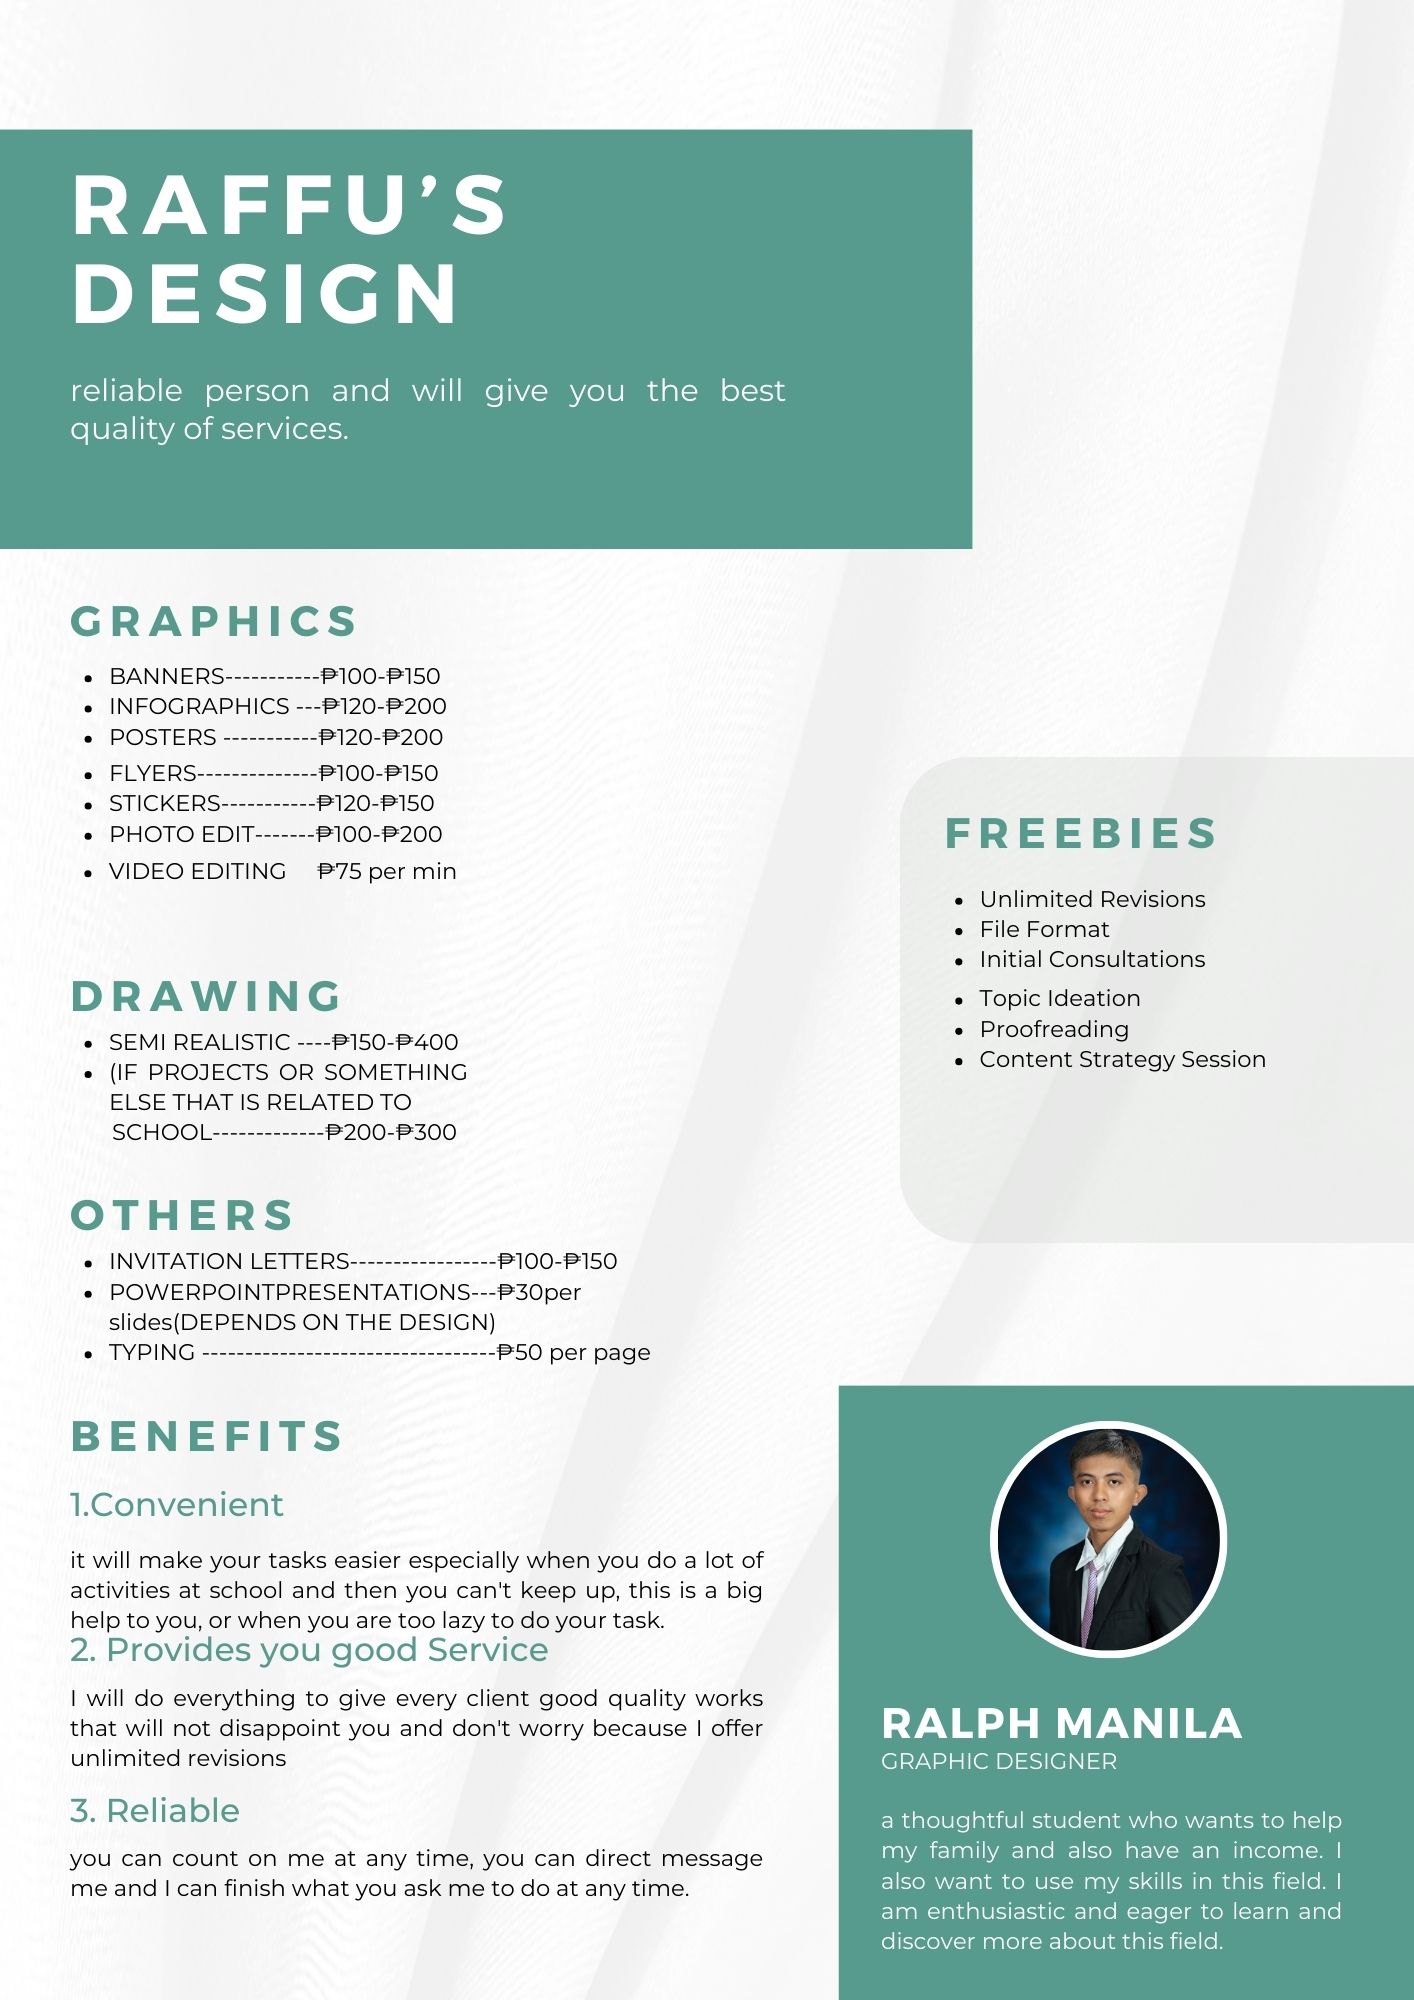 RAFFU’S
DESIGN
reliable person and will give you the best
quality of services.
GRAPHICS
• BANNERS-----------₱100-₱150
• INFOGRAPHICS ---₱120-₱200
• POSTERS -----------₱120-₱200
• FLYERS--------------₱100-₱150
• STICKERS-----------₱120-₱150
• PHOTO EDIT-------₱100-₱200
• VIDEO EDITING ₱75 per min
DRAWING
• SEMI REALISTIC ----₱150-₱400
• (IF PROJECTS OR SOMETHING
ELSE THAT IS RELATED TO
SCHOOL-------------₱200-₱300
OTHERS
• INVITATION LETTERS-----------------₱100-₱150
• POWERPOINTPRESENTATIONS---₱30per
slides(DEPENDS ON THE DESIGN)
• TYPING ----------------------------------₱50 per page
BENEFITS
1.Convenient
it will make your tasks easier especially when you do a lot of
activities at school and then you can't keep up, this is a big
help to you, or when you are too lazy to do your task.
2. Provides you good Service
I will do everything to give every client good quality works
that will not disappoint you and don't worry because I offer
unlimited revisions
3. Reliable
you can count on me at any time, you can direct message
me and I can finish what you ask me to do at any time.
FREEBIES
• Unlimited Revisions
• File Format
• Initial Consultations
• Topic Ideation
• Proofreading
• Content Strategy Session
RALPH MANILA
GRAPHIC DESIGNER
a thoughtful student who wants to help
my family and also have an income. I
also want to use my skills in this field. I
am enthusiastic and eager to learn and
discover more about this field.